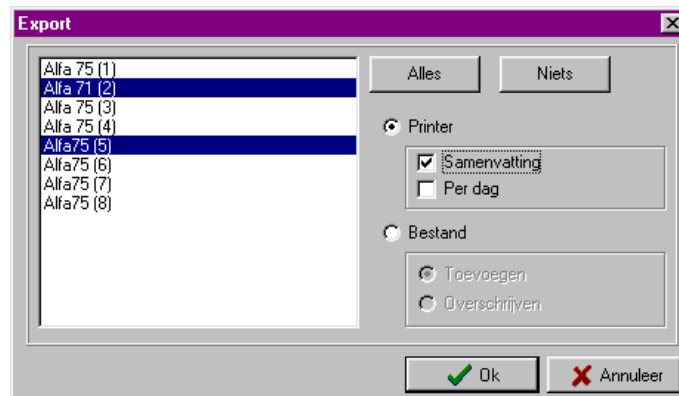 Export
Alfa 75 (1)
Alfa 71 (2)
Alfa 75 (3)
Alfa 75 (4)
Alfa75 (5)
Alfa75 (6)
Alfa75 (7)
Alfa75 (8)
Alles
Niets
Printer
Samenvatting
Per dag
Bestand
Toevoegen
Overschrijven
Ok
Annuleer